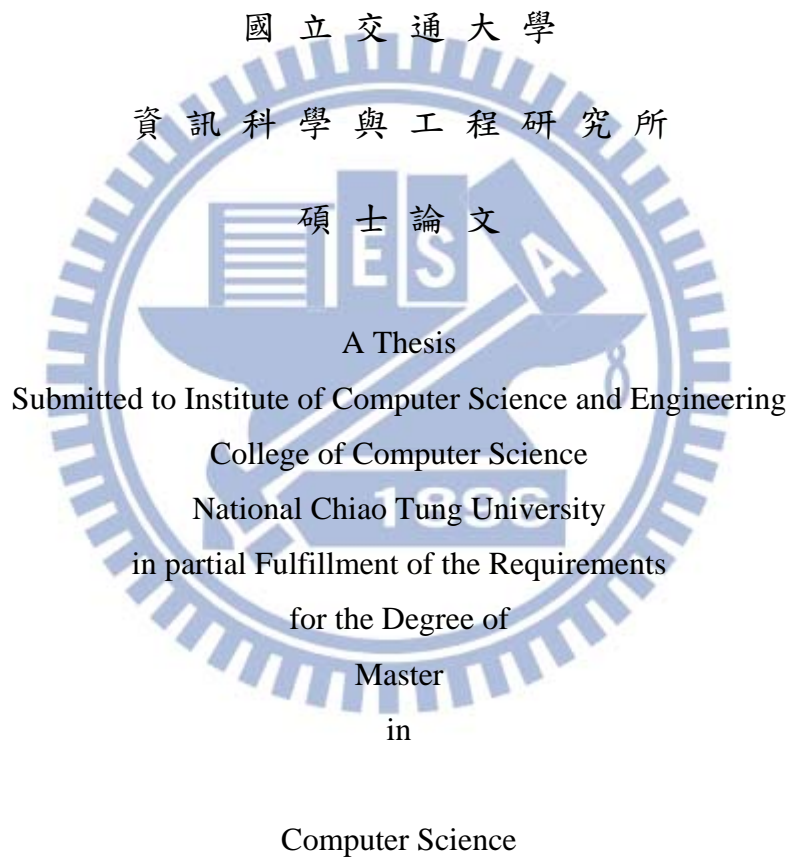 國立交通大學
資訊科學與工程研究所
碩士論文
ESA
A Thesis
Submitted to Institute of Computer Science and Engineering
College of Computer Science
National Chiao Tung University
1896
in partial Fulfillment of the Requirements
for the Degree of
Master
in
Computer Science